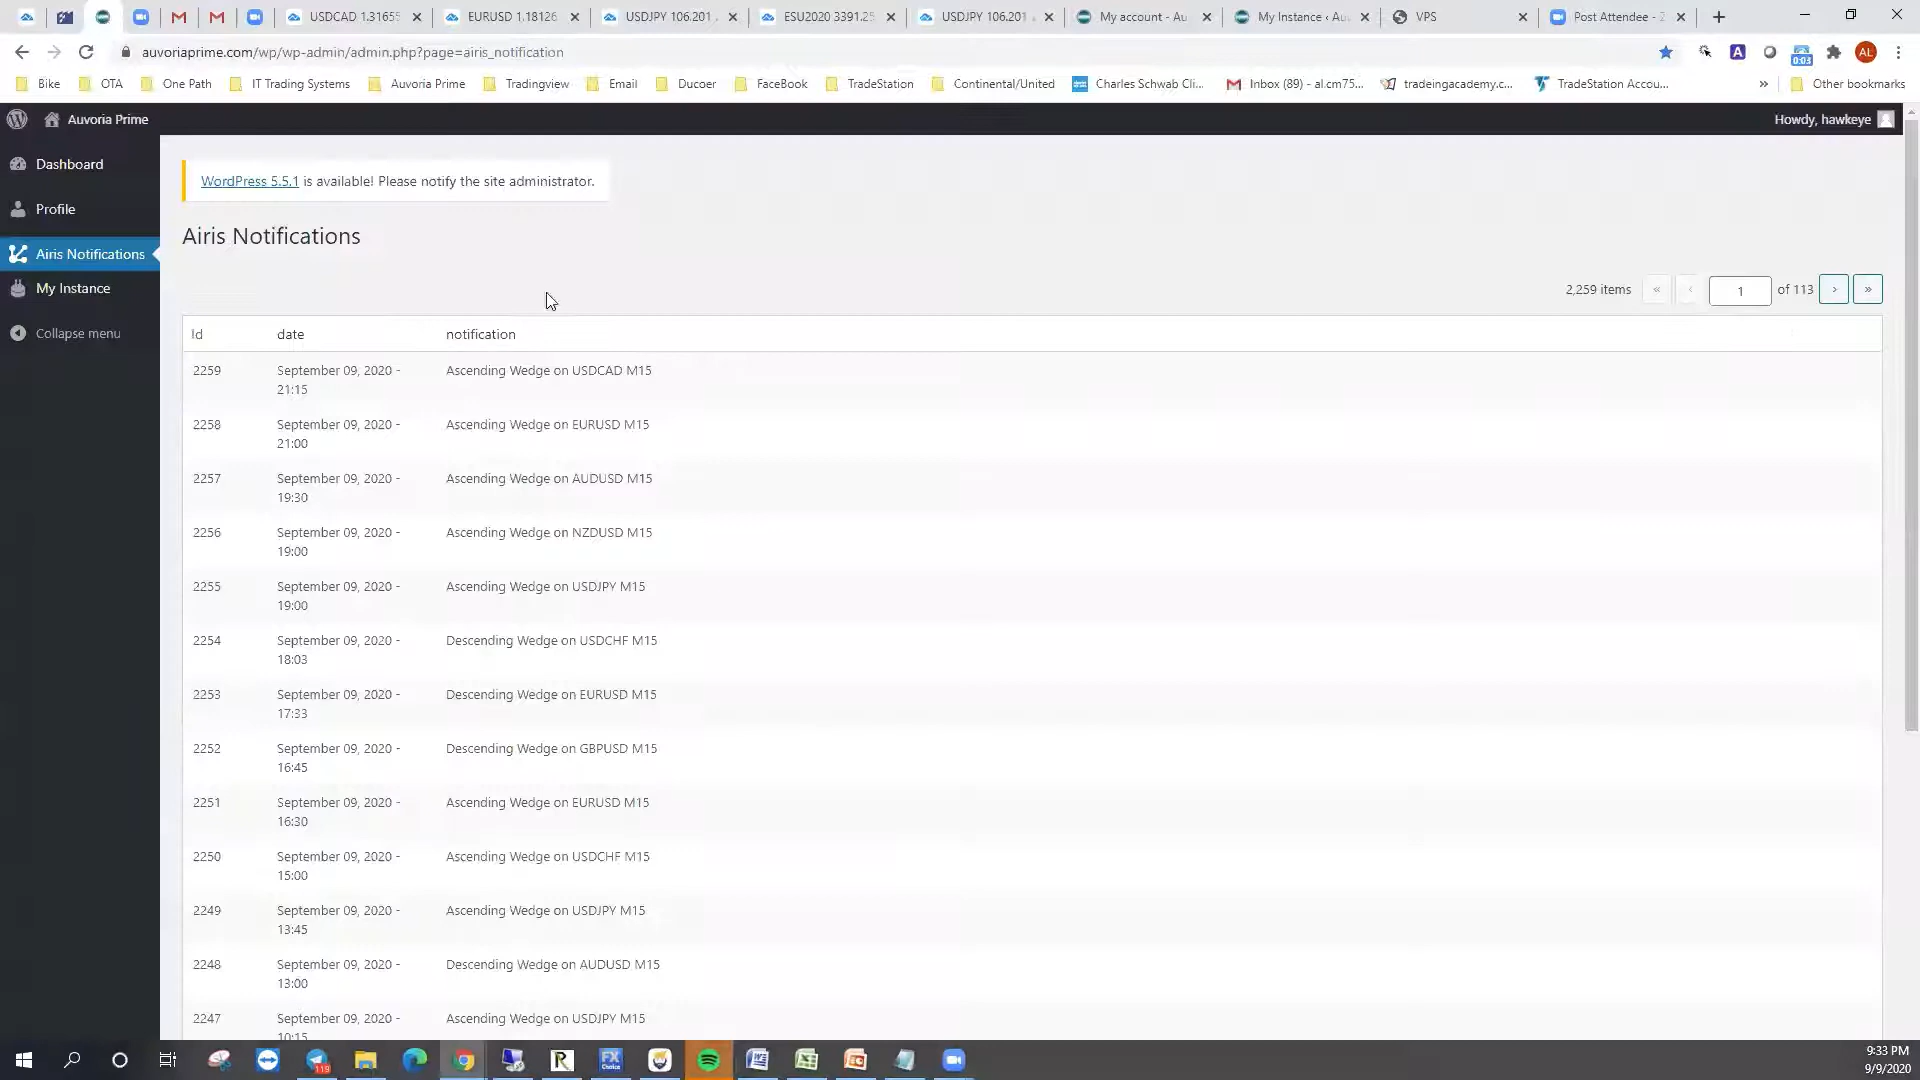 USDCAD 1.31655
EURUSD 1.18126
USDJPY 106.201
ESU2020 3391.25
USDJPY 106.201
My account - Au
My Instance ‹ Au
VPS
Post Attendee - Z
auvoriaprime.com/wp/wp-admin/admin.php?page=airis_notification
A
0:03
AL
Bike
OTA
One Path
IT Trading Systems
Auvoria Prime
Tradingview
Email
Ducoer
FaceBook
TradeStation
Continental/United
Charles Schwab Cli...
Inbox (89) - al.cm75...
tradeingacademy.c...
TradeStation Accou...
»
Other bookmarks
Auvoria Prime
Howdy, hawkeye
Dashboard
Profile
Airis Notifications
My Instance
Collapse menu
WordPress 5.5.1 is available! Please notify the site administrator.
Airis Notifications
2,259 items « ‹ 1 of 113 › »
Id date notification
2259 September 09, 2020 - Ascending Wedge on USDCAD M15
21:15
2258 September 09, 2020 - Ascending Wedge on EURUSD M15
21:00
2257 September 09, 2020 - Ascending Wedge on AUDUSD M15
19:30
2256 September 09, 2020 - Ascending Wedge on NZDUSD M15
19:00
2255 September 09, 2020 - Ascending Wedge on USDJPY M15
19:00
2254 September 09, 2020 - Descending Wedge on USDCHF M15
18:03
2253 September 09, 2020 - Descending Wedge on EURUSD M15
17:33
2252 September 09, 2020 - Descending Wedge on GBPUSD M15
16:45
2251 September 09, 2020 - Ascending Wedge on EURUSD M15
16:30
2250 September 09, 2020 - Ascending Wedge on USDCHF M15
15:00
2249 September 09, 2020 - Ascending Wedge on USDJPY M15
13:45
2248 September 09, 2020 - Descending Wedge on AUDUSD M15
13:00
2247 September 09, 2020 - Ascending Wedge on USDJPY M15
10:15
119
R
FX
Choice
9:33 PM
9/9/2020